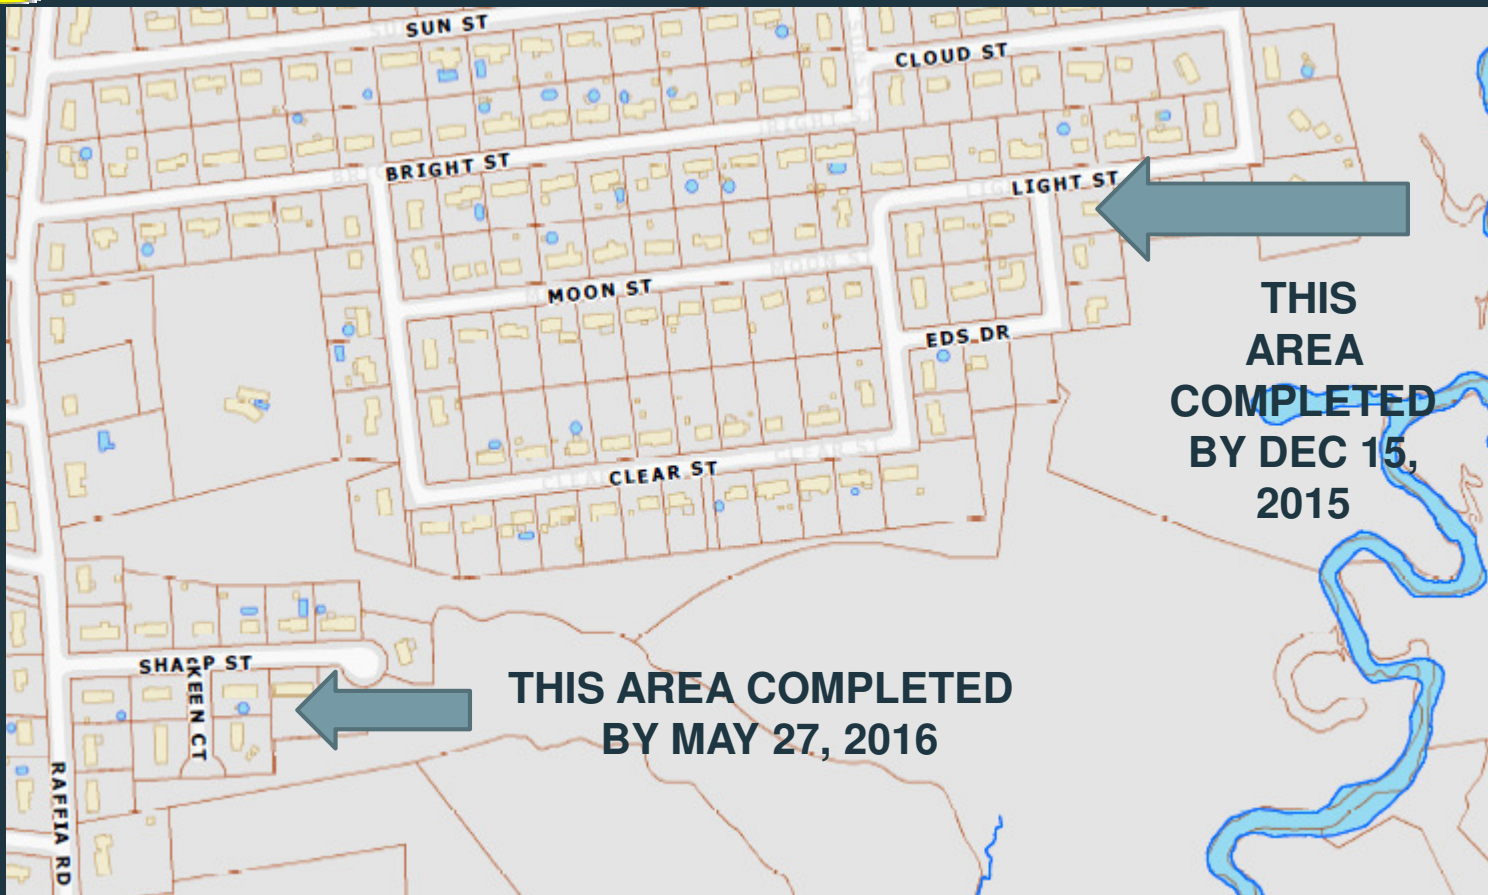 SUN ST
CLOUD ST
BRIGHT ST
LIGHT ST
MOON ST
EDS DR
THIS
AREA
COMPLETED
BY DEC 15,
2015
CLEAR ST
SHARP ST
KEEN CT
THIS AREA COMPLETED
BY MAY 27, 2016
RAFFIA RD